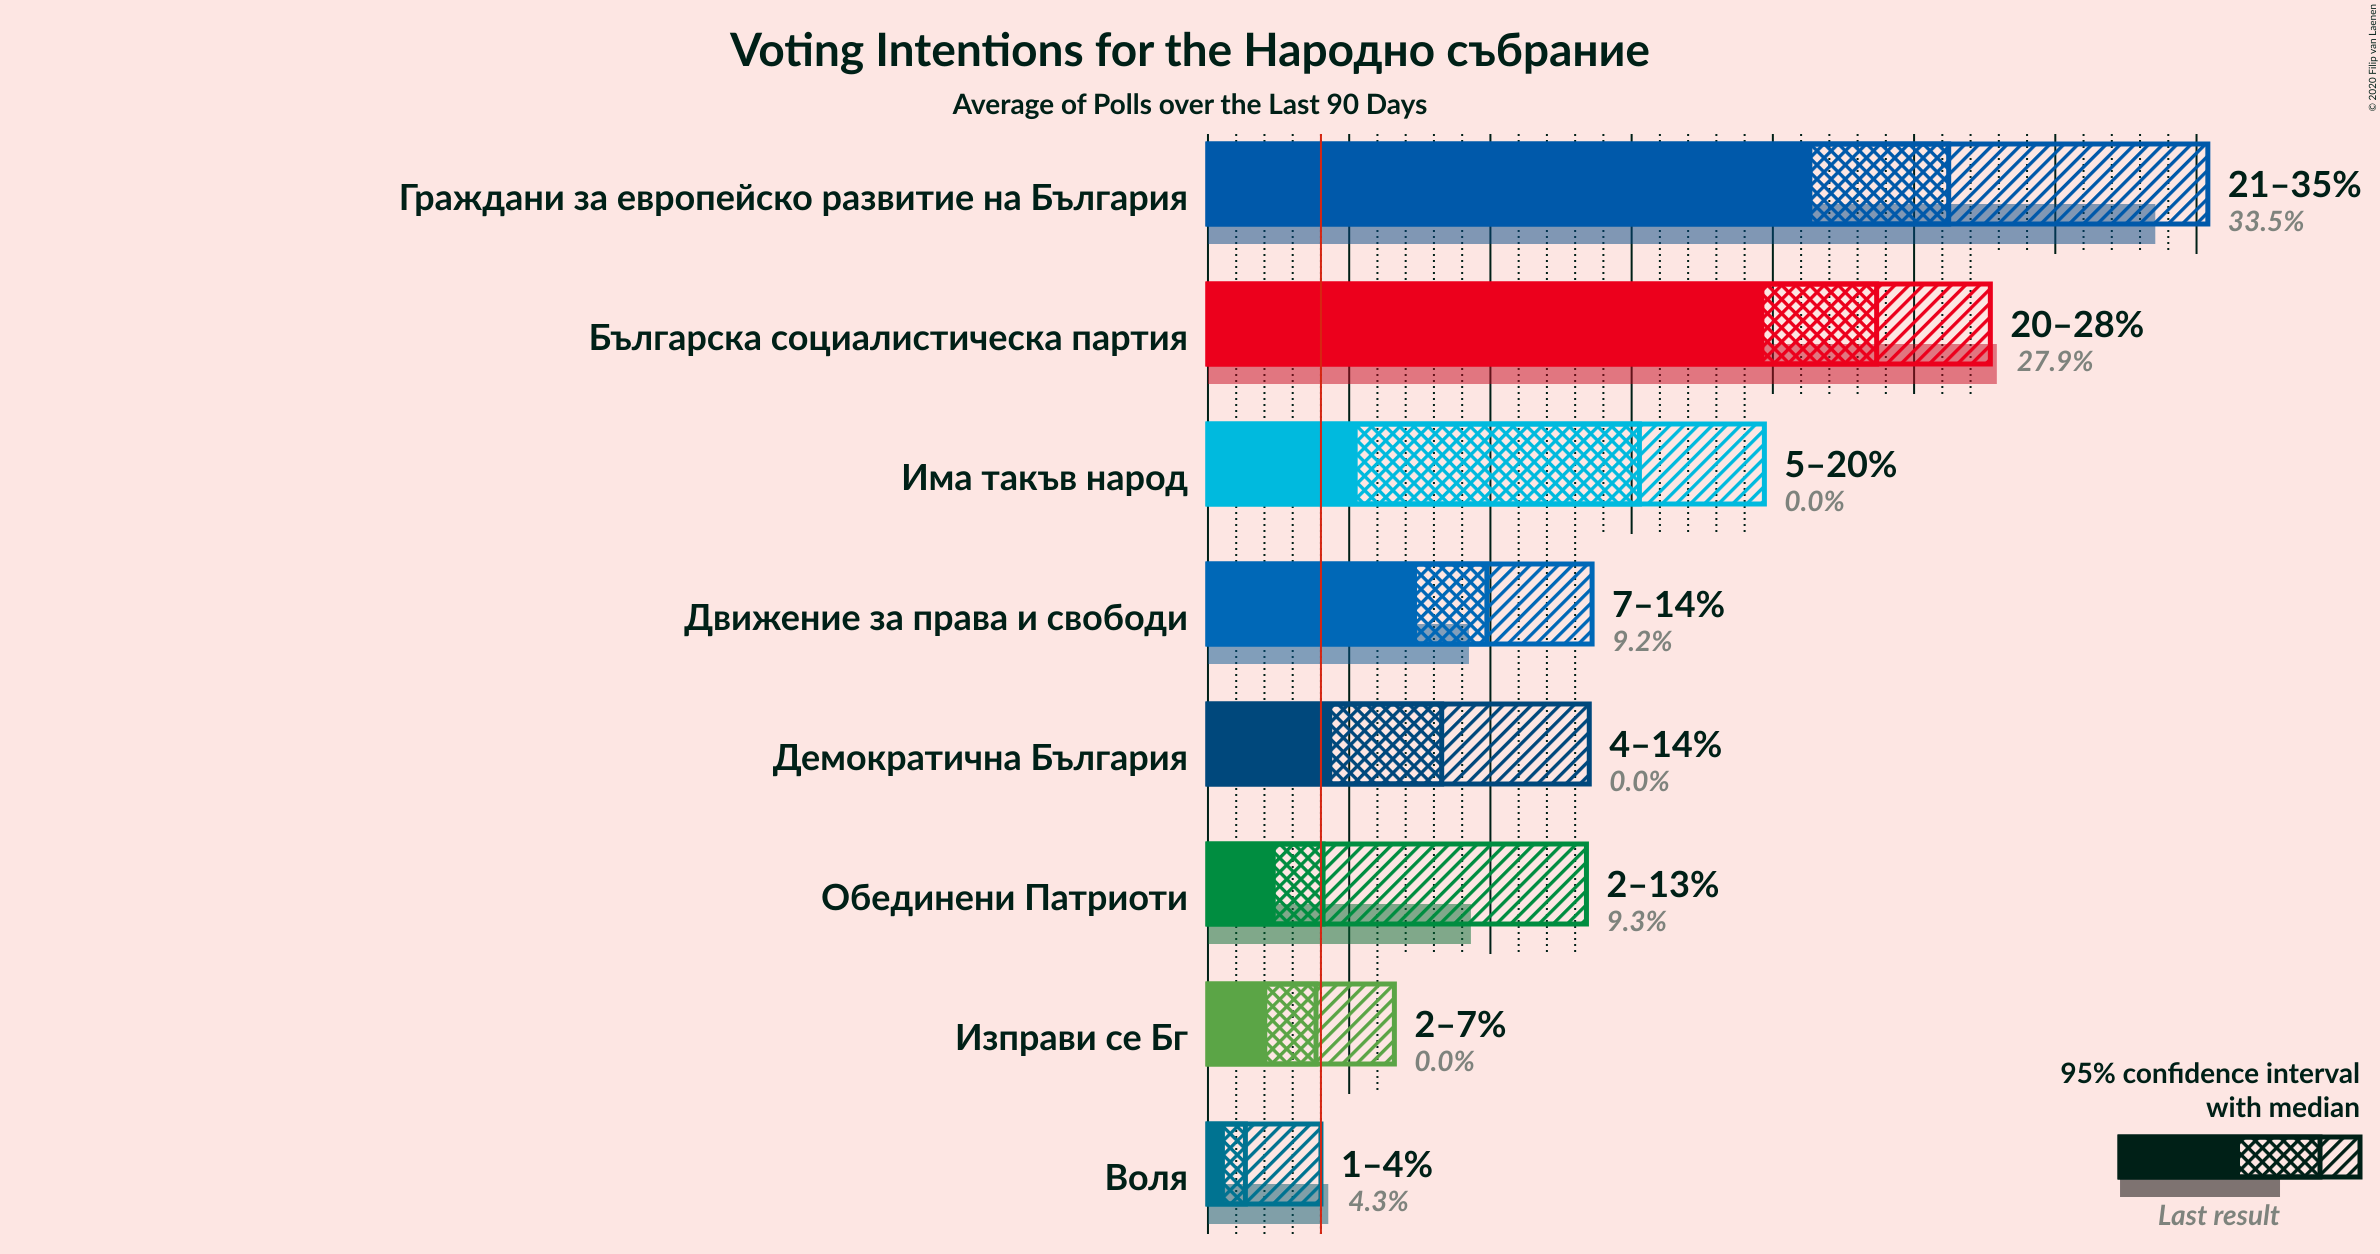 Voting Intentions for the Народно събрание
Average of Polls over the Last 90 Days
© 2020 Filip van Laenen
Граждани за европейско развитие на България
21–35%
33.5%
Българска социалистическа партия
20–28%
27.9%
Има такъв народ
5–20%
0.0%
Движение за права и свободи
7–14%
9.2%
Демократична България
4–14%
0.0%
Обединени Патриоти
2–13%
9.3%
Изправи се Бг
2–7%
0.0%
Воля
1–4%
4.3%
95% confidence interval
with median
Last result